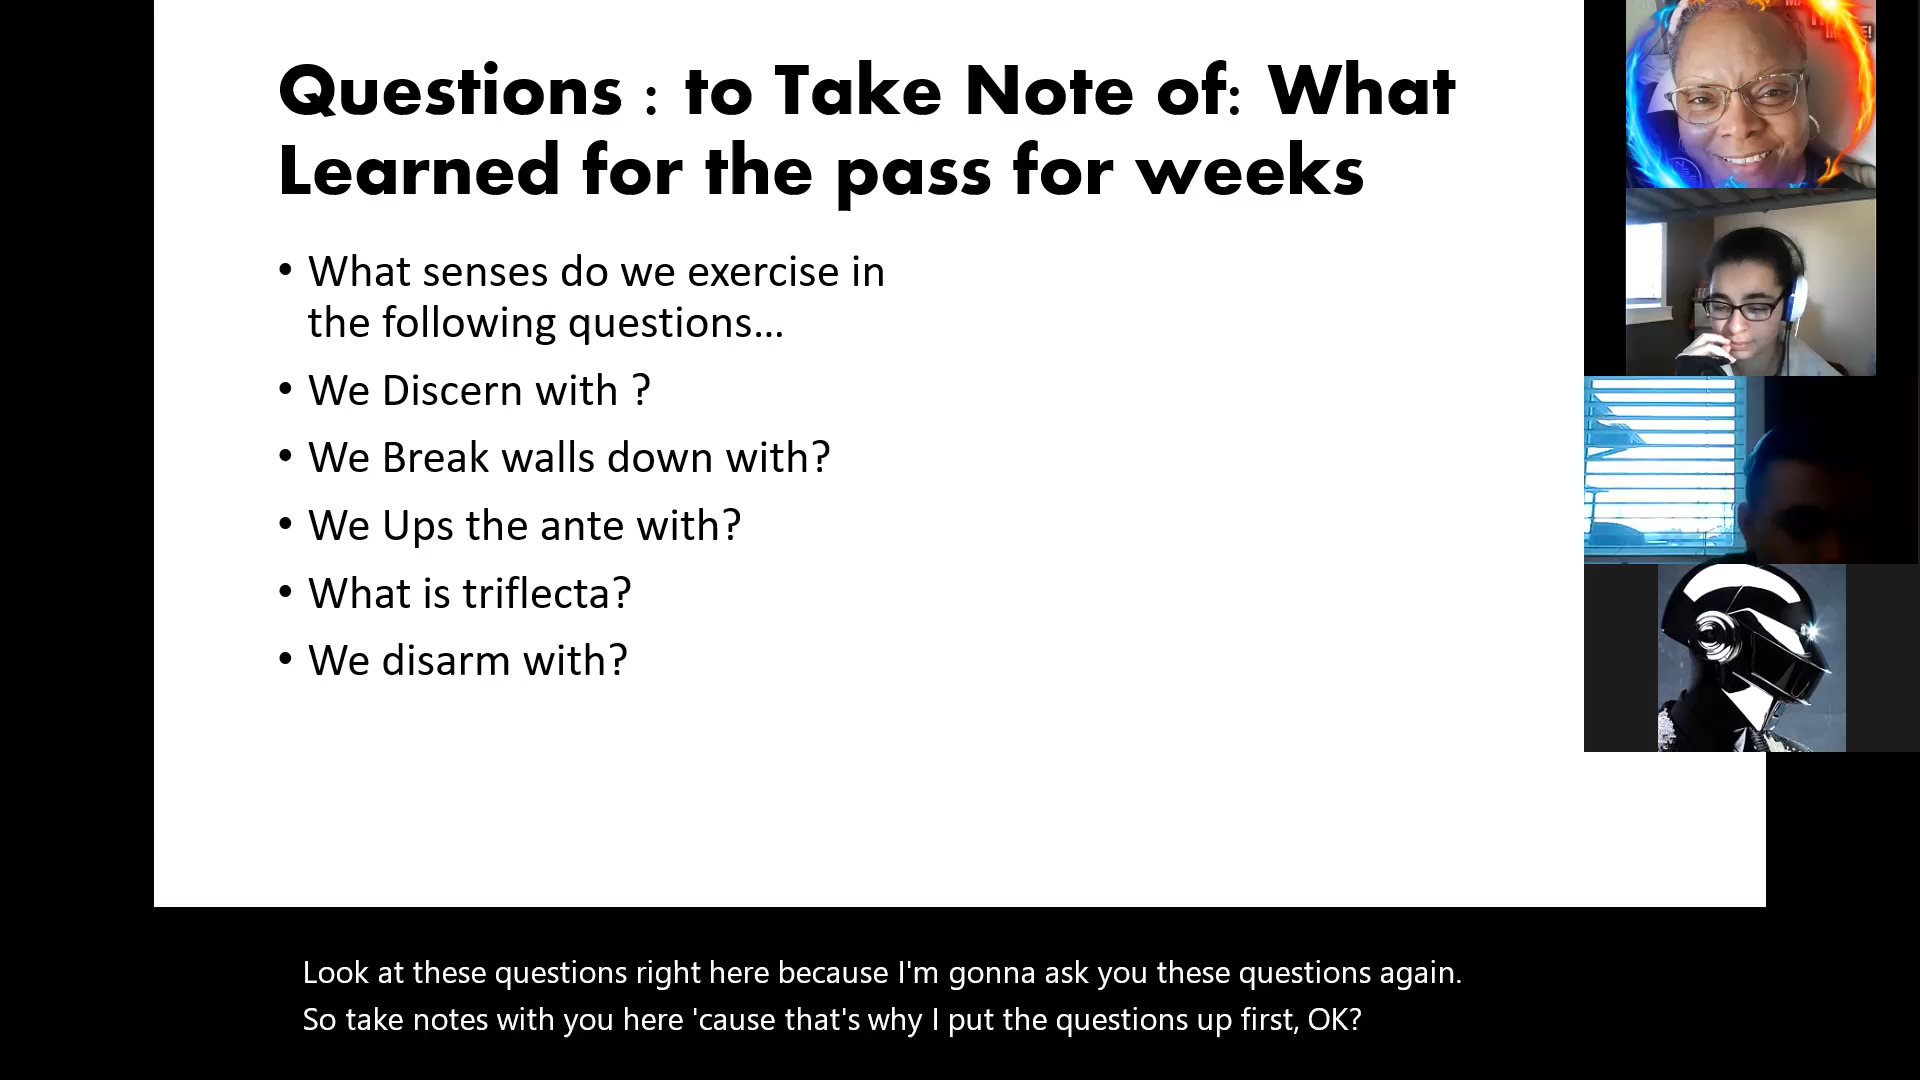 Questions : to Take Note of: What
Learned for the pass for weeks
• What senses do we exercise in
the following questions...
• We Discern with ?
• We Break walls down with?
• We Ups the ante with?
• What is triflecta?
• We disarm with?
Look at these questions right here because I'm gonna ask you these questions again.
So take notes with you here 'cause that's why I put the questions up first, OK?